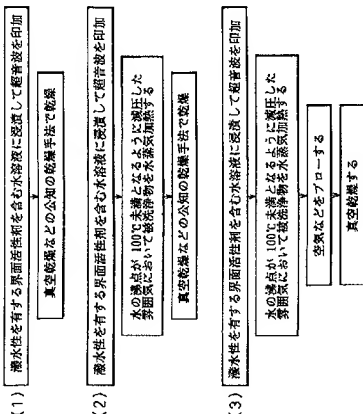 (1)
潑水性を有する界面活性剤を含む水溶液に浸漬して超音波を印加
真空乾燥などの公知の乾燥手法で乾燥
(2)
潑水性を有する界面活性剤を含む水溶液に浸漬して超音波を印加
水の沸点が 100℃未満となるように減圧した
雰囲気において被洗浄物を水蒸気加熱する
真空乾燥などの公知の乾燥手法で乾燥
(3)
潑水性を有する界面活性剤を含む水溶液に浸漬して超音波を印加
水の沸点が 100℃未満となるように減圧した
雰囲気において被洗浄物を水蒸気加熱する
空気などをブローする
真空乾燥する